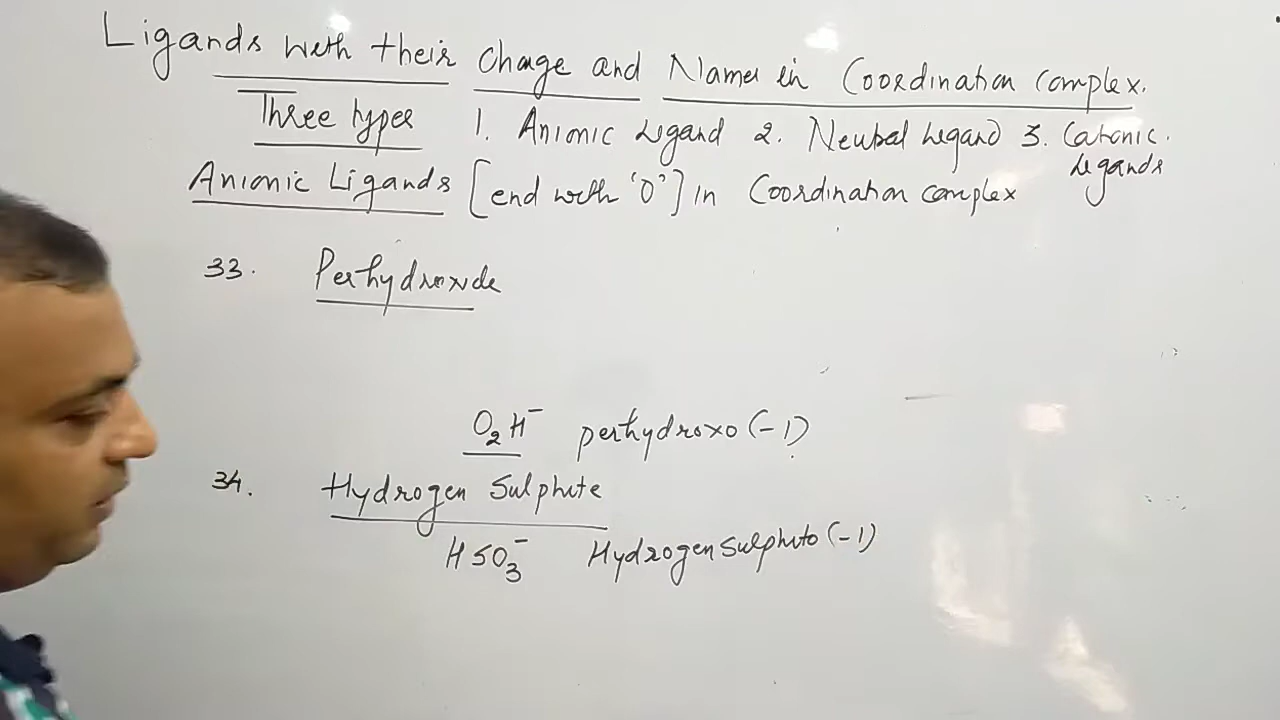 Ligands with their Charge and Names in Coordination complex.
Three types 1. Anionic Ligand 2. Neutral Ligand 3. Cationic Ligands
Anionic Ligands [end with 'O'] in Coordination complex
33. Perhydroxide
O₂H⁻ perhydroxo (-1)
34. Hydrogen Sulphite
HSO₃⁻ Hydrogensulphito (-1)